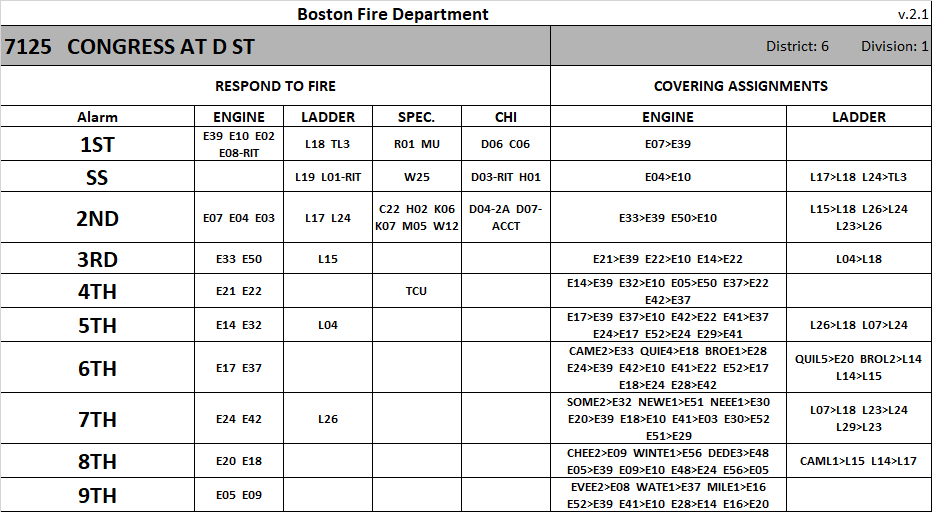 Boston Fire Department v.2.1
7125 CONGRESS AT D ST District: 6 Division: 1
RESPOND TO FIRE COVERING ASSIGNMENTS
Alarm ENGINE LADDER SPEC. CHI ENGINE LADDER
1ST
E39 E10 E02
E08-RIT
L18 TL3
R01 MU
D06 C06
E07>E39
SS
L19 L01-RIT
W25
D03-RIT H01
E04>E10
L17>L18 L24>TL3
2ND
E07 E04 E03
L17 L24
C22 H02 K06
K07 M05 W12
D04-2A D07-
ACCT
E33>E39 E50>E10
L15>L18 L26>L24
L23>L26
3RD
E33 E50
L15
E21>E39 E22>E10 E14>E22
L04>L18
4TH
E21 E22
TCU
E14>E39 E32>E10 E05>E50 E37>E22
E42>E37
5TH
E14 E32
L04
E17>E39 E37>E10 E42>E22 E41>E37
E24>E17 E52>E24 E29>E41
L26>L18 L07>L24
6TH
E17 E37
CAME2>E33 QUIE4>E18 BROE1>E28
E24>E39 E42>E10 E41>E22 E52>E17
E18>E24 E28>E42
QUIL5>E20 BROL2>L14
L14>L15
7TH
E24 E42
L26
SOME2>E32 NEWE1>E51 NEEE1>E30
E20>E39 E18>E10 E41>E03 E30>E52
E51>E29
L07>L18 L23>L24
L29>L23
8TH
E20 E18
CHEE2>E09 WINTE1>E56 DEDE3>E48
E05>E39 E09>E10 E48>E24 E56>E05
CAML1>L15 L14>L17
9TH
E05 E09
EVEE2>E08 WATE1>E37 MILE1>E16
E52>E39 E41>E10 E28>E14 E16>E20